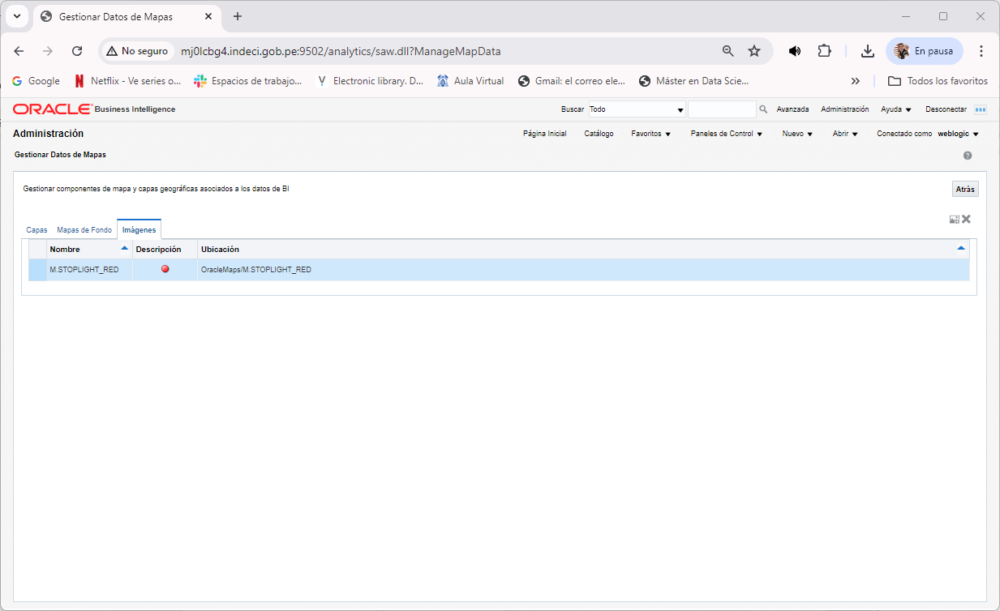 Gestionar Datos de Mapas
No seguro
mj0lcbg4.indeci.gob.pe:9502/analytics/saw.dll?ManageMapData
En pausa
Google
Netflix - Ve series o...
Espacios de trabajo...
Electronic library. D...
Aula Virtual
Gmail: el correo ele...
Máster en Data Scie...
Todos los favoritos
ORACLE Business Intelligence
Buscar Todo Avanzada Administración Ayuda Desconectar
Administración
Página Inicial Catálogo Favoritos Paneles de Control Nuevo Abrir Conectado como weblogic
Gestionar Datos de Mapas
Gestionar componentes de mapa y capas geográficas asociados a los datos de BI
Atrás
Capas Mapas de Fondo Imágenes
Nombre Descripción Ubicación
M.STOPLIGHT_RED OracleMaps/M.STOPLIGHT_RED